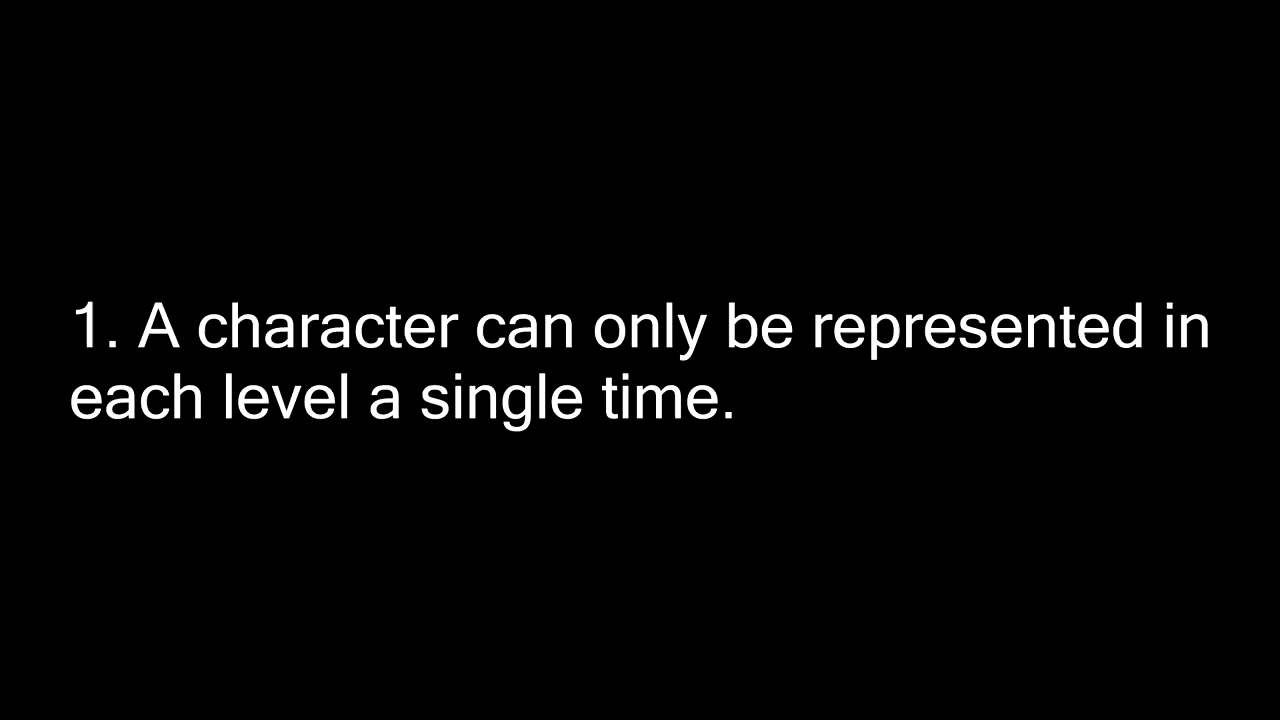 1. A character can only be represented in
each level a single time.